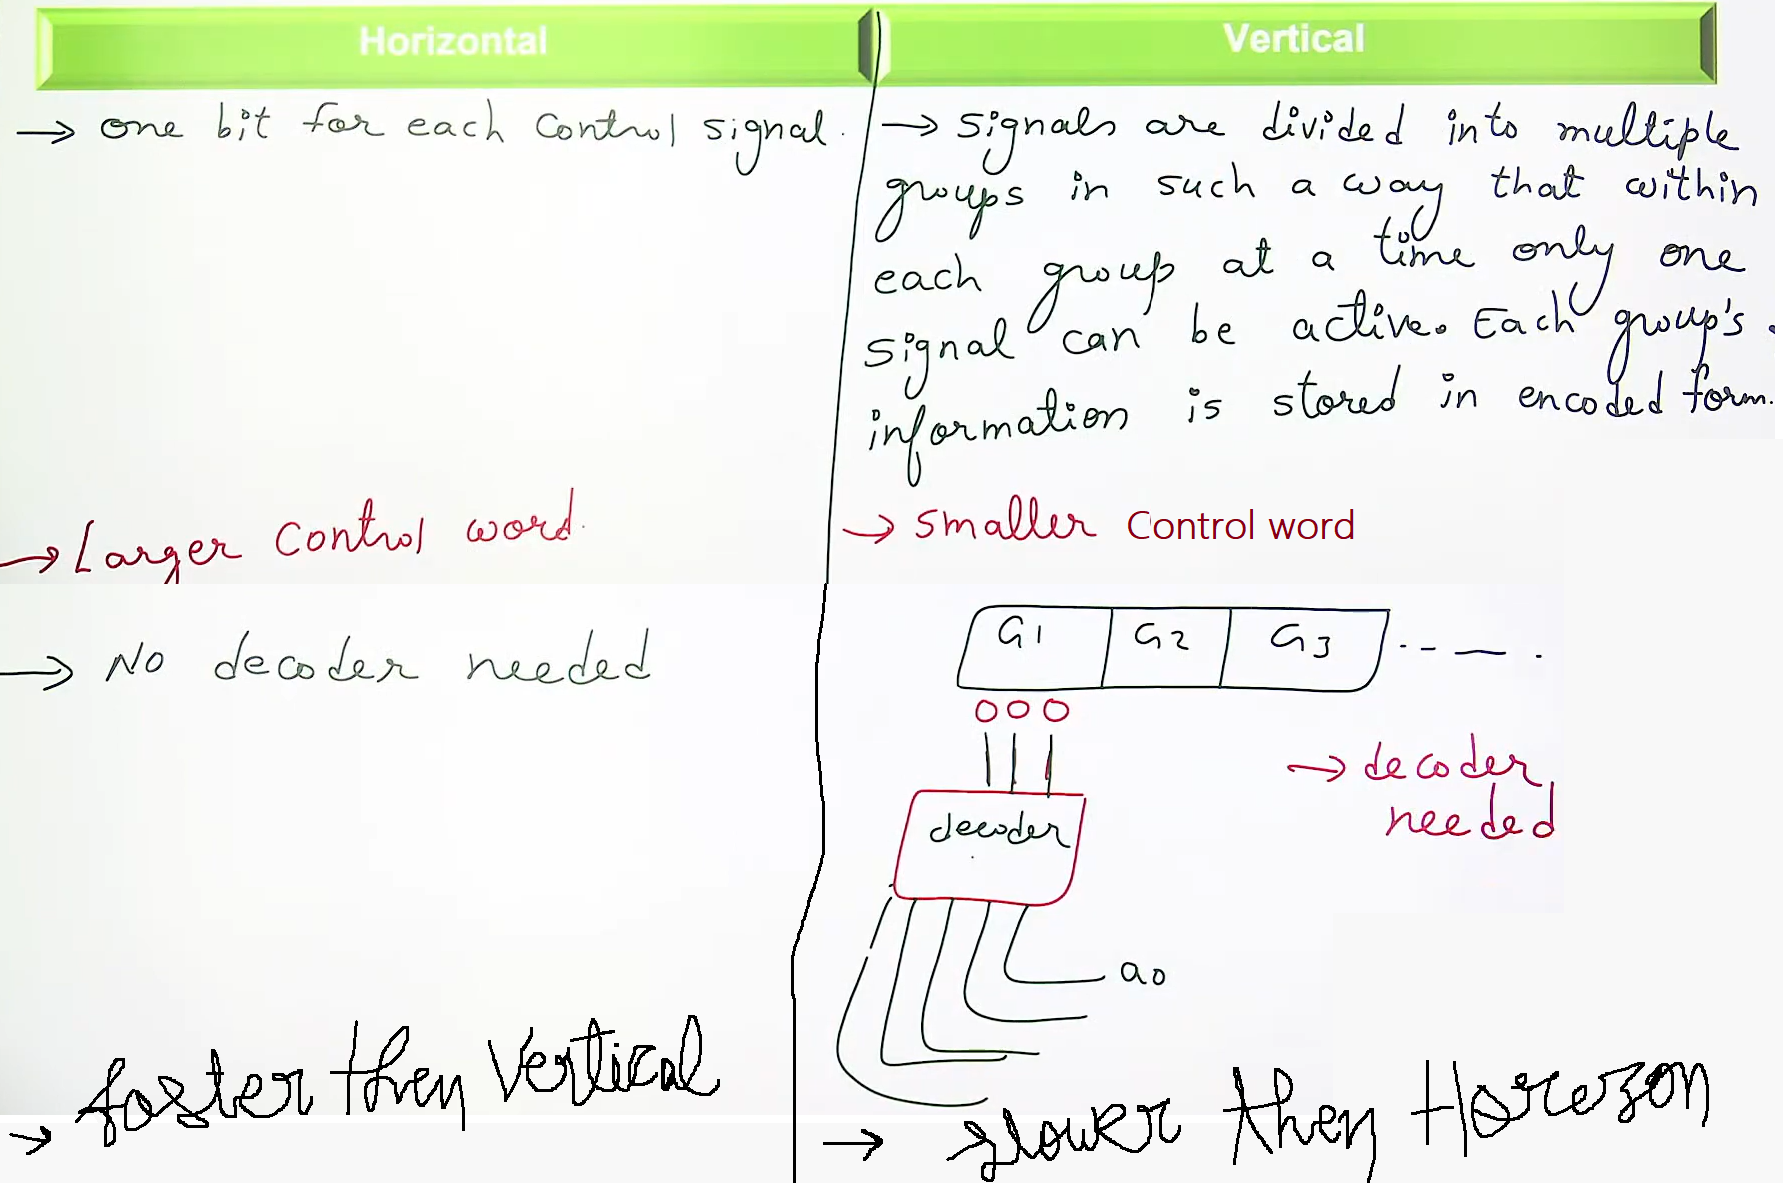 Horizontal
→ one bit for each control signal.
→ Larger control word.
→ No decoder needed
→ faster then Vertical
Vertical
→ signals are divided into multiple
groups in such a way that within
each group at a time only one
signal can be active. Each group's
information is stored in encoded form.
→ smaller Control word
G1 G2 G3 ---- .
000
→ decoder
needed
decoder
a0
→ slower then Horezon